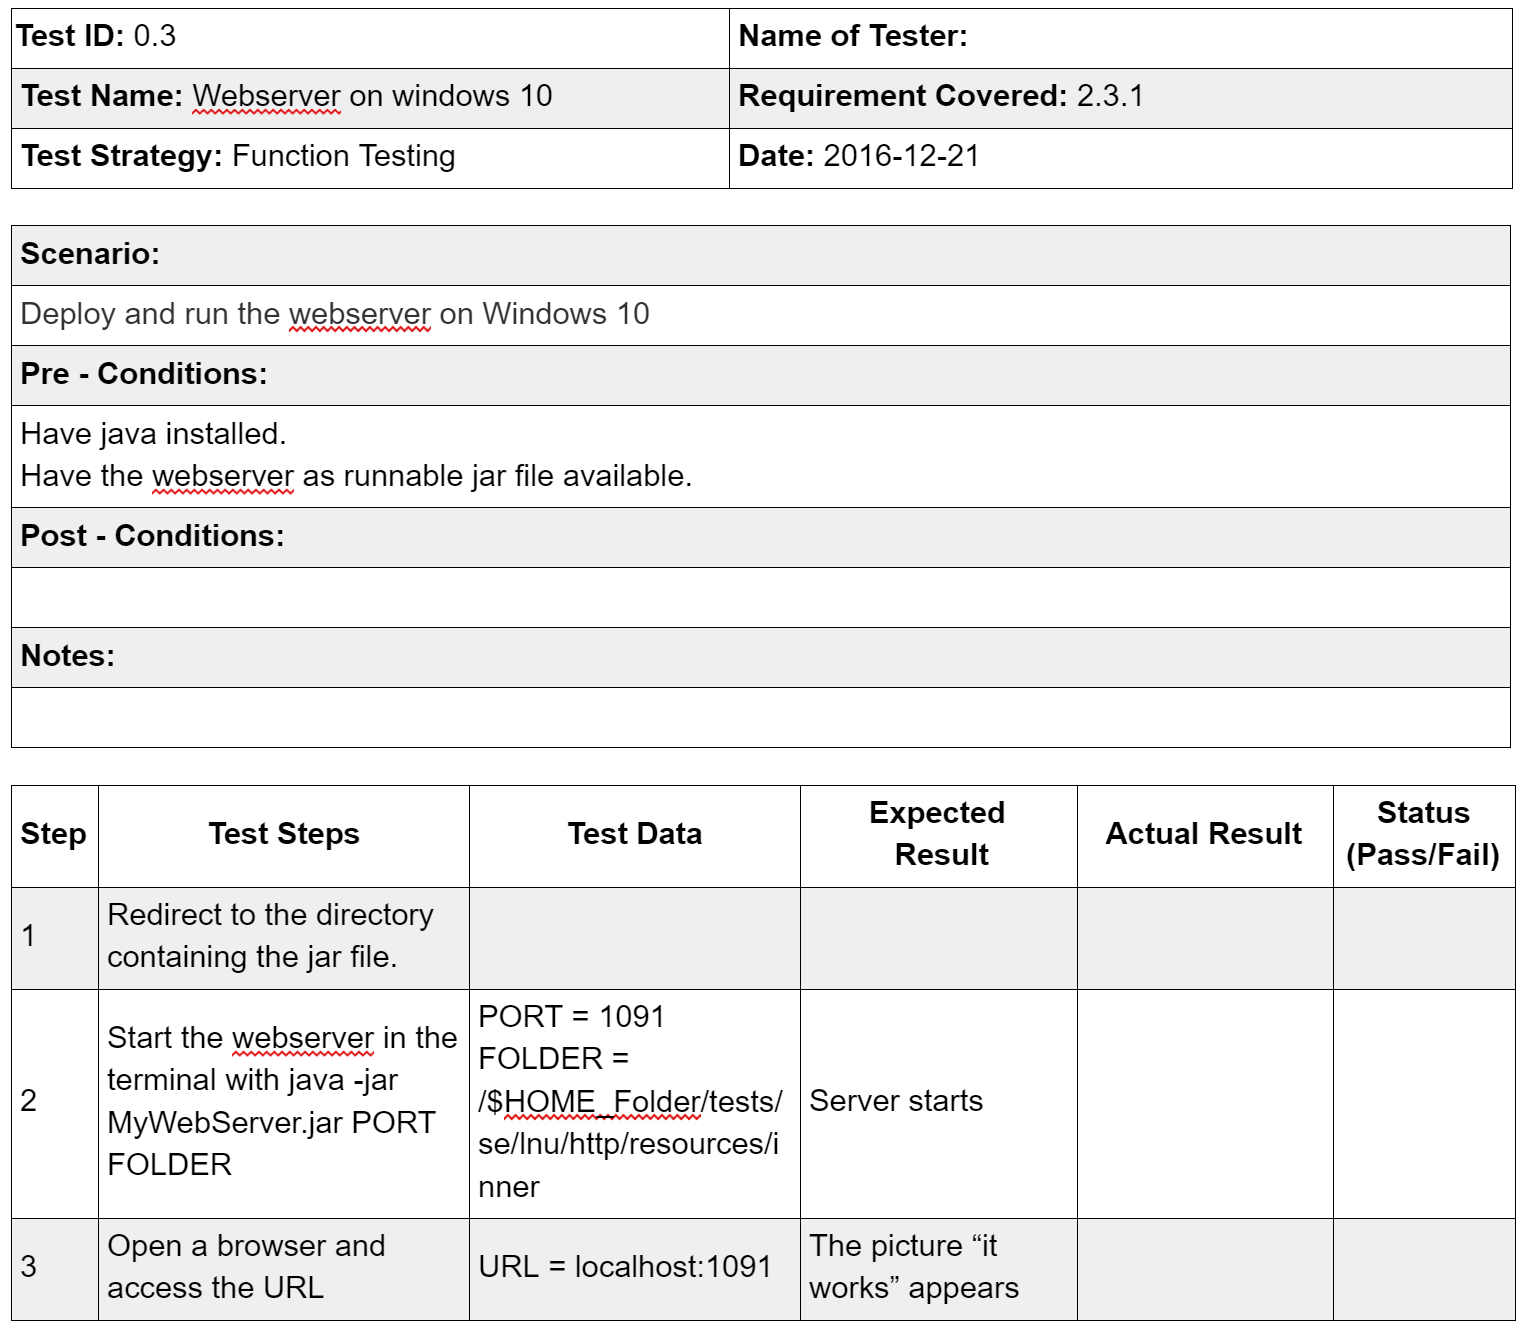 Test ID: 0.3
Name of Tester:
Test Name: Webserver on windows 10
Requirement Covered: 2.3.1
Test Strategy: Function Testing
Date: 2016-12-21
Scenario:
Deploy and run the webserver on Windows 10
Pre - Conditions:
Have java installed.
Have the webserver as runnable jar file available.
Post - Conditions:
Notes:
Step
Test Steps
Test Data
Expected
Result
Actual Result
Status
(Pass/Fail)
1
Redirect to the directory
containing the jar file.
2
Start the webserver in the
terminal with java -jar
MyWebServer.jar PORT
FOLDER
PORT = 1091
FOLDER =
/$HOME_Folder/tests/
se/lnu/http/resources/i
nner
Server starts
3
Open a browser and
access the URL
URL = localhost:1091
The picture “it
works” appears